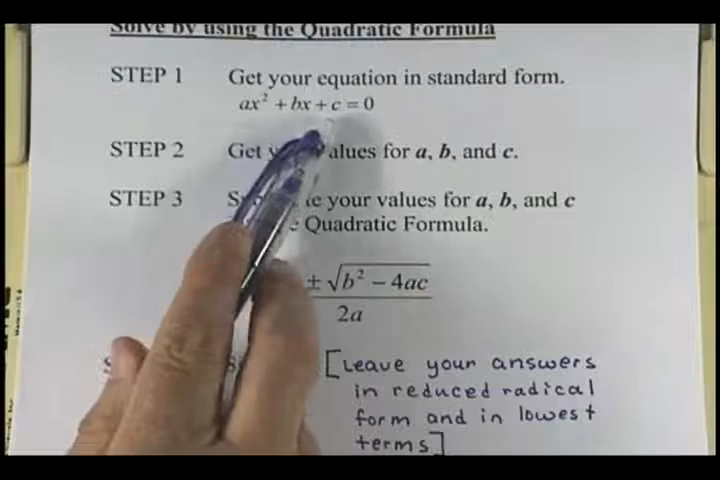 Solve by using the Quadratic Formula
STEP 1 Get your equation in standard form.
ax² + bx + c = 0
STEP 2 Get values for a, b, and c.
STEP 3 your values for a, b, and c
Quadratic Formula.
± √b² − 4ac
2a
[Leave your answers
in reduced radical
form and in lowest
terms]